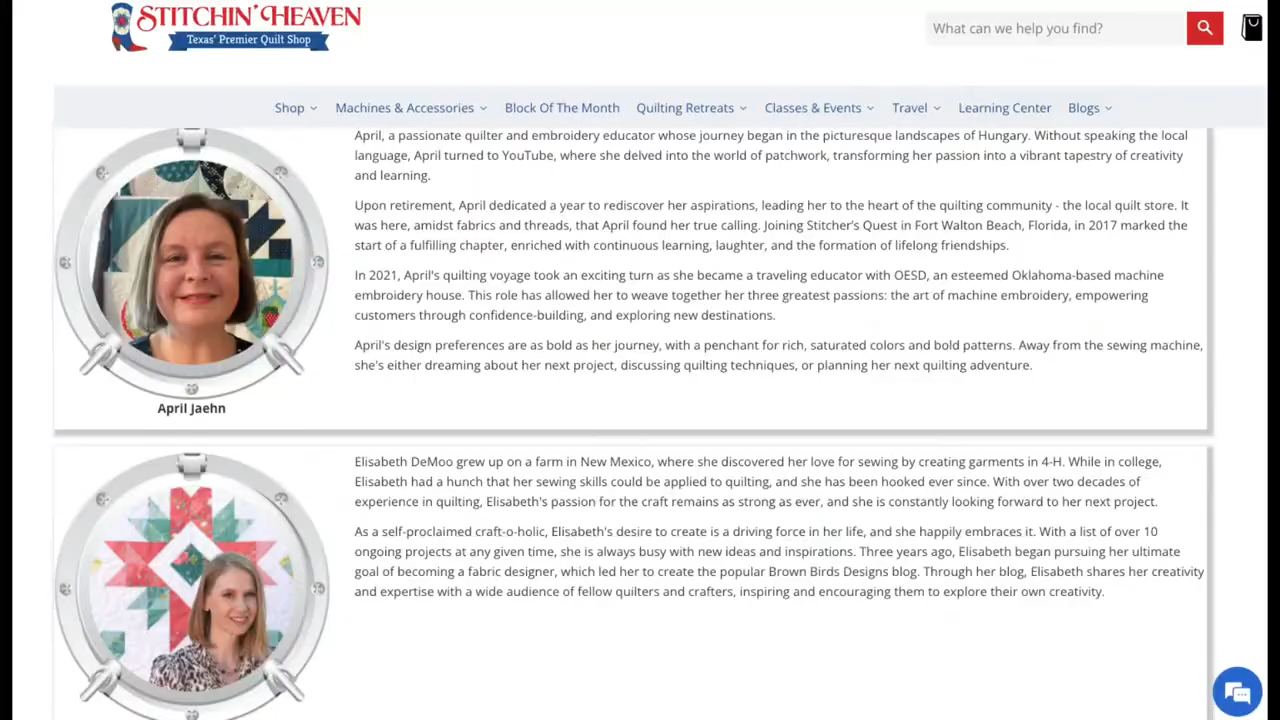 STITCHIN' HEAVEN
Texas' Premier Quilt Shop
What can we help you find?
Shop
Machines & Accessories
Block Of The Month
Quilting Retreats
Classes & Events
Travel
Learning Center
Blogs
April, a passionate quilter and embroidery educator whose journey began in the picturesque landscapes of Hungary. Without speaking the local
language, April turned to YouTube, where she delved into the world of patchwork, transforming her passion into a vibrant tapestry of creativity
and learning.
Upon retirement, April dedicated a year to rediscover her aspirations, leading her to the heart of the quilting community - the local quilt store. It
was here, amidst fabrics and threads, that April found her true calling. Joining Stitcher's Quest in Fort Walton Beach, Florida, in 2017 marked the
start of a fulfilling chapter, enriched with continuous learning, laughter, and the formation of lifelong friendships.
In 2021, April's quilting voyage took an exciting turn as she became a traveling educator with OESD, an esteemed Oklahoma-based machine
embroidery house. This role has allowed her to weave together her three greatest passions: the art of machine embroidery, empowering
customers through confidence-building, and exploring new destinations.
April's design preferences are as bold as her journey, with a penchant for rich, saturated colors and bold patterns. Away from the sewing machine,
she's either dreaming about her next project, discussing quilting techniques, or planning her next quilting adventure.
April Jaehn
Elisabeth DeMoo grew up on a farm in New Mexico, where she discovered her love for sewing by creating garments in 4-H. While in college,
Elisabeth had a hunch that her sewing skills could be applied to quilting, and she has been hooked ever since. With over two decades of
experience in quilting, Elisabeth's passion for the craft remains as strong as ever, and she is constantly looking forward to her next project.
As a self-proclaimed craft-o-holic, Elisabeth's desire to create is a driving force in her life, and she happily embraces it. With a list of over 10
ongoing projects at any given time, she is always busy with new ideas and inspirations. Three years ago, Elisabeth began pursuing her ultimate
goal of becoming a fabric designer, which led her to create the popular Brown Birds Designs blog. Through her blog, Elisabeth shares her creativity
and expertise with a wide audience of fellow quilters and crafters, inspiring and encouraging them to explore their own creativity.